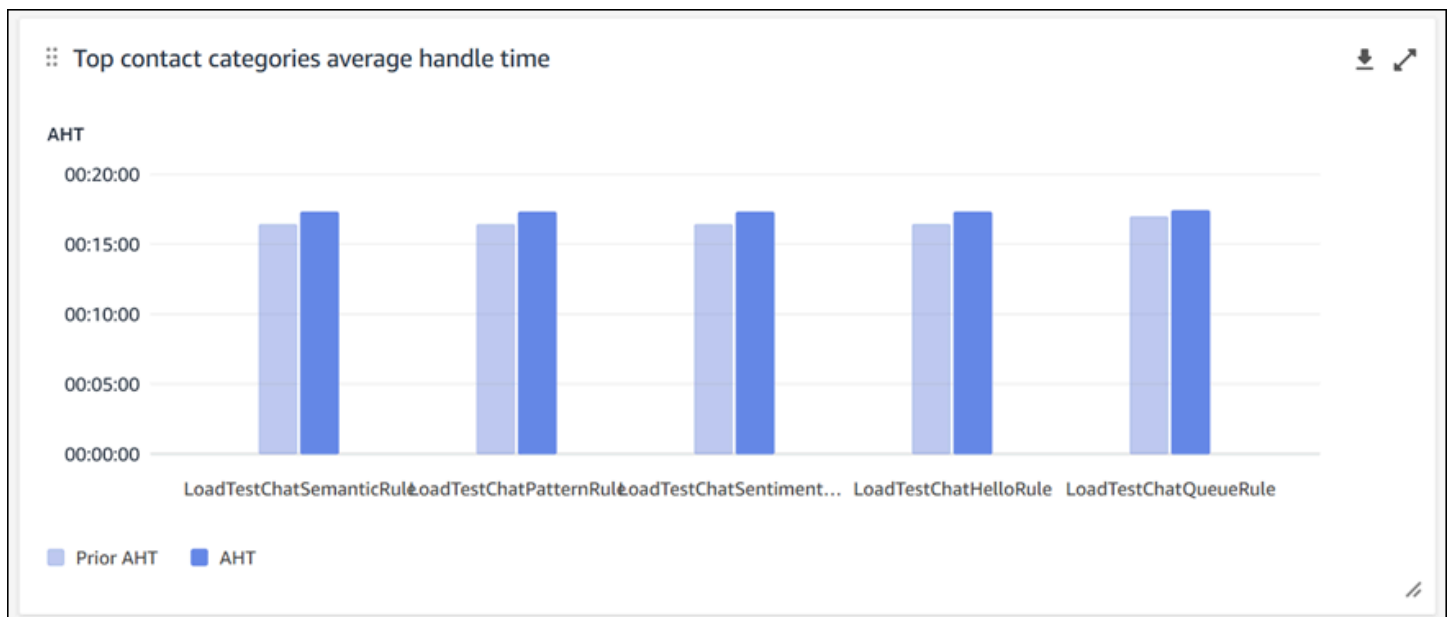 Top contact categories average handle time
AHT
00:20:00
00:15:00
00:10:00
00:05:00
00:00:00
LoadTestChatSemanticRule LoadTestChatPatternRule LoadTestChatSentiment... LoadTestChatHelloRule LoadTestChatQueueRule
Prior AHT AHT